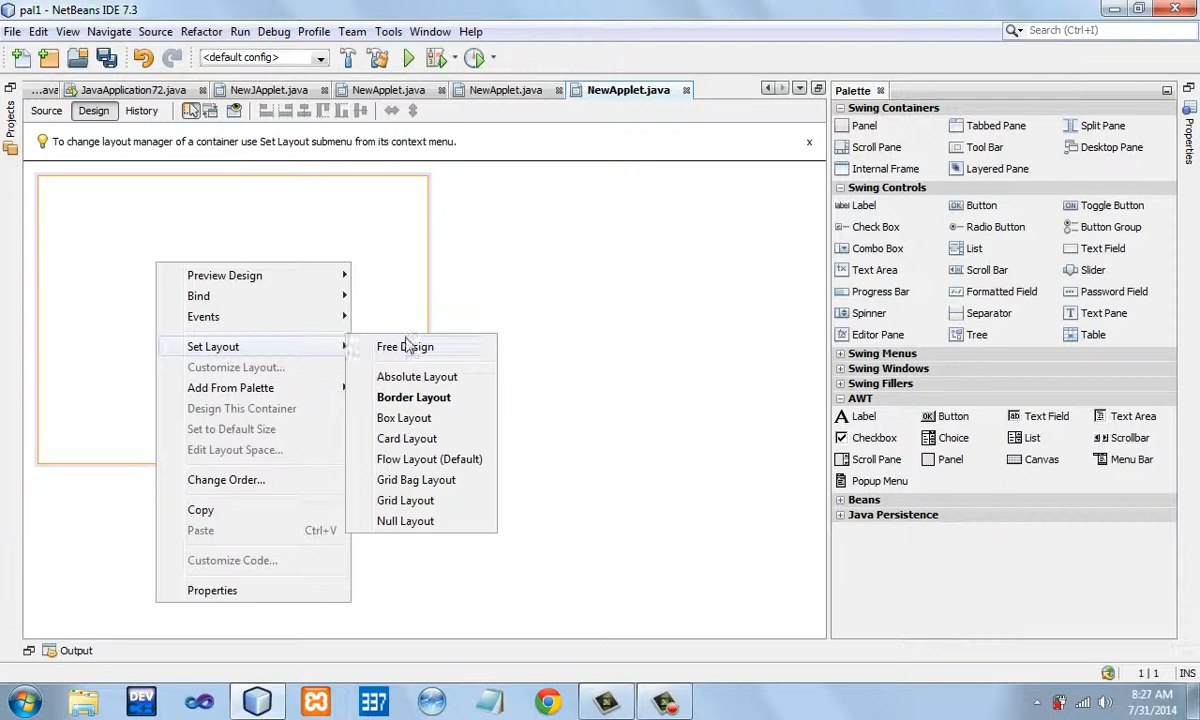 pal1 - NetBeans IDE 7.3
File Edit View Navigate Source Refactor Run Debug Profile Team Tools Window Help
Search (Ctrl+I)
<default config>
...ava JavaApplication72.java NewJApplet.java NewApplet.java NewApplet.java NewApplet.java
Source Design History
To change layout manager of a container use Set Layout submenu from its context menu. x
Projects
Properties
Preview Design
Bind
Events
Set Layout
Customize Layout...
Add From Palette
Design This Container
Set to Default Size
Edit Layout Space...
Change Order...
Copy
Paste Ctrl+V
Customize Code...
Properties
Free Design
Absolute Layout
Border Layout
Box Layout
Card Layout
Flow Layout (Default)
Grid Bag Layout
Grid Layout
Null Layout
Palette
Swing Containers
Panel Tabbed Pane Split Pane
Scroll Pane Tool Bar Desktop Pane
Internal Frame Layered Pane
Swing Controls
label Label OK Button ON Toggle Button
Check Box Radio Button Button Group
Combo Box List Text Field
Text Area Scroll Bar Slider
Progress Bar Formatted Field Password Field
Spinner Separator T Text Pane
Editor Pane Tree Table
Swing Menus
Swing Windows
Swing Fillers
AWT
A Label OK Button Text Field Text Area
Checkbox Choice List Scrollbar
Scroll Pane Panel Canvas Menu Bar
Popup Menu
Beans
Java Persistence
Output
1 | 1 INS
DEV
337
8:27 AM
7/31/2014